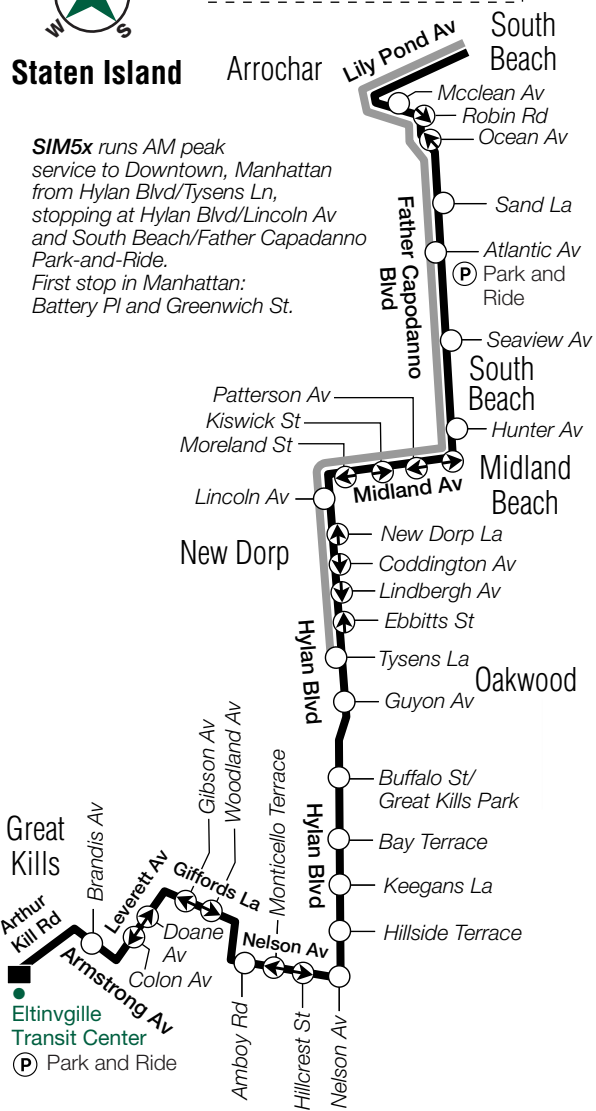 W
S
Staten Island
Arrochar
Lily Pond Av
South
Beach
Mcclean Av
Robin Rd
Ocean Av
SIM5x runs AM peak
service to Downtown, Manhattan
from Hylan Blvd/Tysens Ln,
stopping at Hylan Blvd/Lincoln Av
and South Beach/Father Capadanno
Park-and-Ride.
First stop in Manhattan:
Battery Pl and Greenwich St.
Sand La
Father Capodanno
Blvd
Atlantic Av
P Park and
Ride
Seaview Av
South
Beach
Patterson Av
Kiswick St
Moreland St
Hunter Av
Midland
Beach
Midland Av
Lincoln Av
New Dorp
New Dorp La
Coddington Av
Lindbergh Av
Ebbitts St
Hylan Blvd
Tysens La
Oakwood
Guyon Av
Buffalo St/
Great Kills Park
Hylan Blvd
Bay Terrace
Keegans La
Hillside Terrace
Great
Kills
Brandis Av
Leverett Av
Gibson Av
Woodland Av
Giffords La
Monticello Terrace
Nelson Av
Arthur
Kill Rd
Doane
Av
Colon Av
Armstrong Av
Amboy Rd
Hillcrest St
Nelson Av
Eltinvgille
Transit Center
P Park and Ride